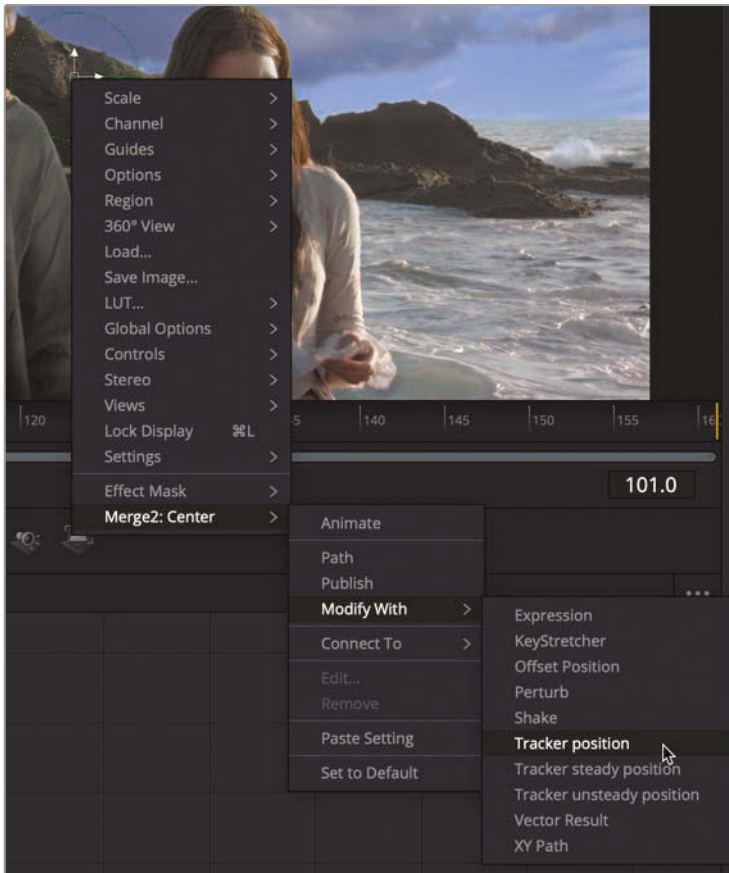 Scale
Channel
Guides
Options
Region
360° View
Load...
Save Image...
LUT...
Global Options
Controls
Stereo
Views
Lock Display ⌘L
Settings
Effect Mask
Merge2: Center
120
140
145
150
155
101.0
Animate
Path
Publish
Modify With
Connect To
Edit...
Remove
Paste Setting
Set to Default
Expression
KeyStretcher
Offset Position
Perturb
Shake
Tracker position
Tracker steady position
Tracker unsteady position
Vector Result
XY Path